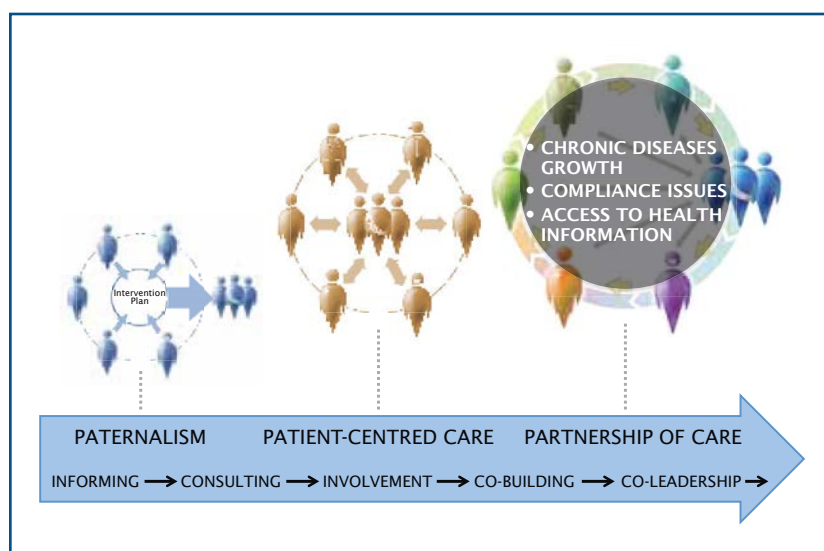 • CHRONIC DISEASES
GROWTH
• COMPLIANCE ISSUES
• ACCESS TO HEALTH
INFORMATION
Intervention
Plan
PATERNALISM PATIENT-CENTRED CARE PARTNERSHIP OF CARE
INFORMING → CONSULTING → INVOLVEMENT → CO-BUILDING → CO-LEADERSHIP →